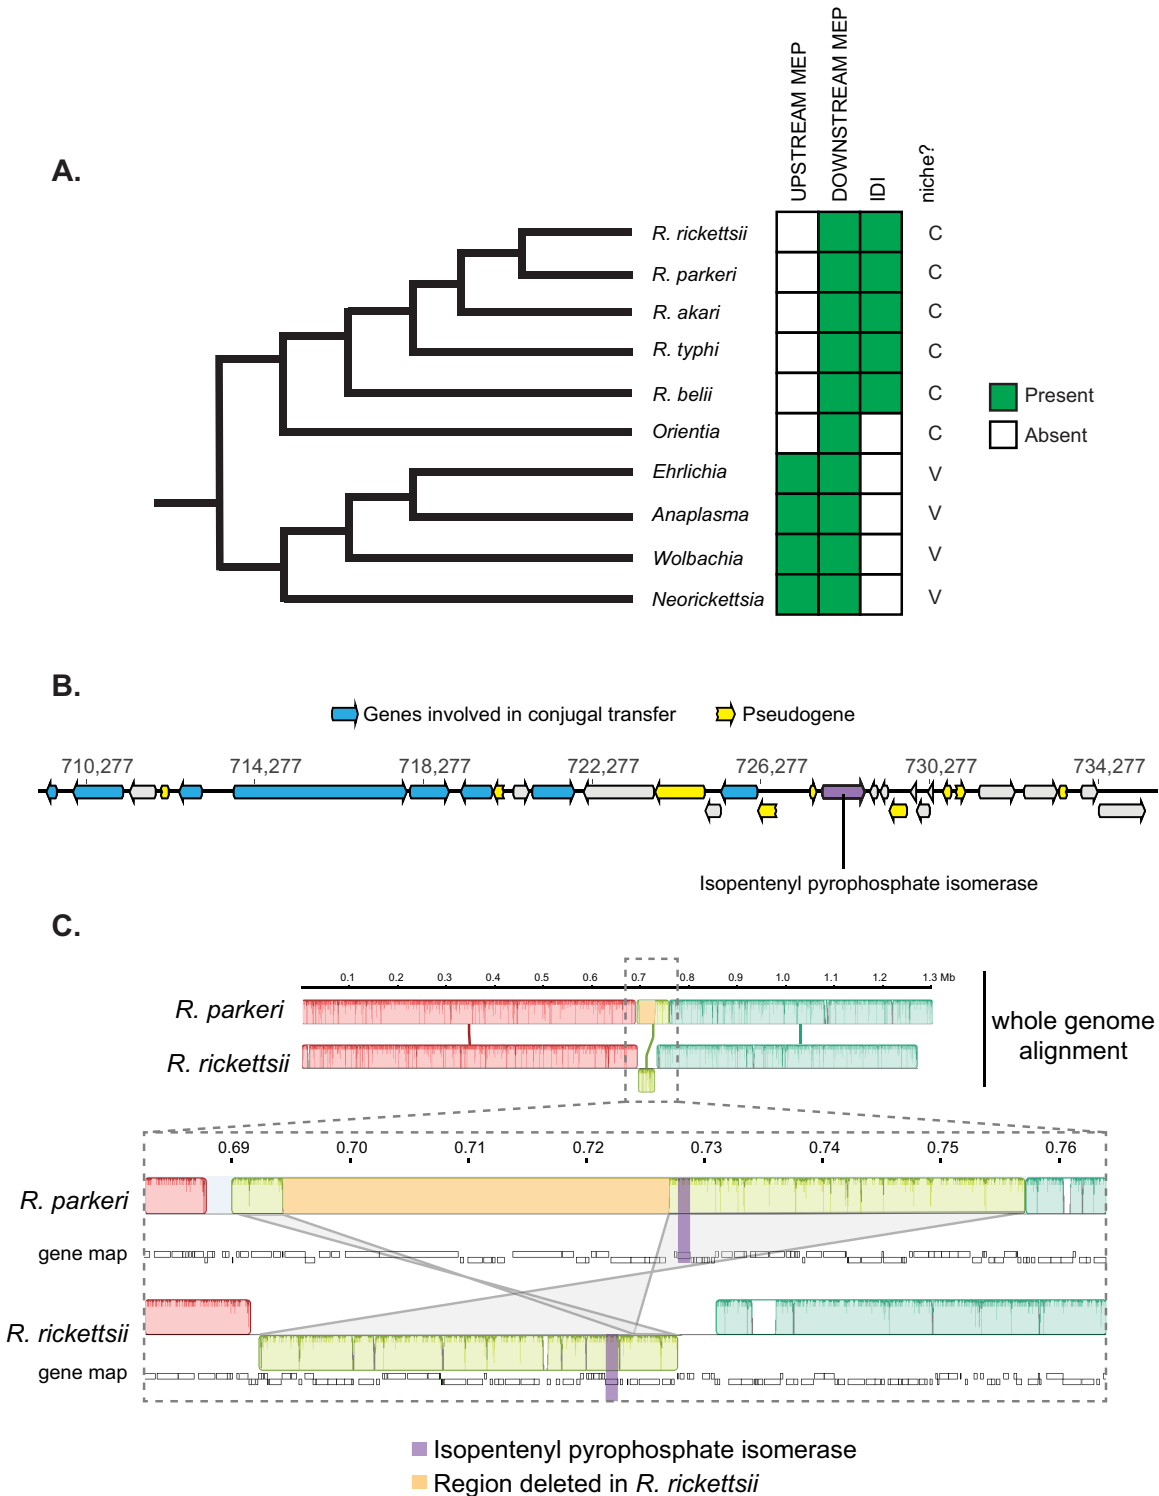 A.
UPSTREAM MEP
DOWNSTREAM MEP
IDI
niche?
R. rickettsii C
R. parkeri C
R. akari C
R. typhi C
R. belii C
Orientia C
Ehrlichia V
Anaplasma V
Wolbachia V
Neorickettsia V
Present
Absent
B.
Genes involved in conjugal transfer
Pseudogene
710,277 714,277 718,277 722,277 726,277 730,277 734,277
Isopentenyl pyrophosphate isomerase
C.
0.1 0.2 0.3 0.4 0.5 0.6 0.7 0.8 0.9 1.0 1.1 1.2 1.3 Mb
R. parkeri
R. rickettsii
whole genome
alignment
0.69 0.70 0.71 0.72 0.73 0.74 0.75 0.76
R. parkeri
gene map
R. rickettsii
gene map
Isopentenyl pyrophosphate isomerase
Region deleted in R. rickettsii